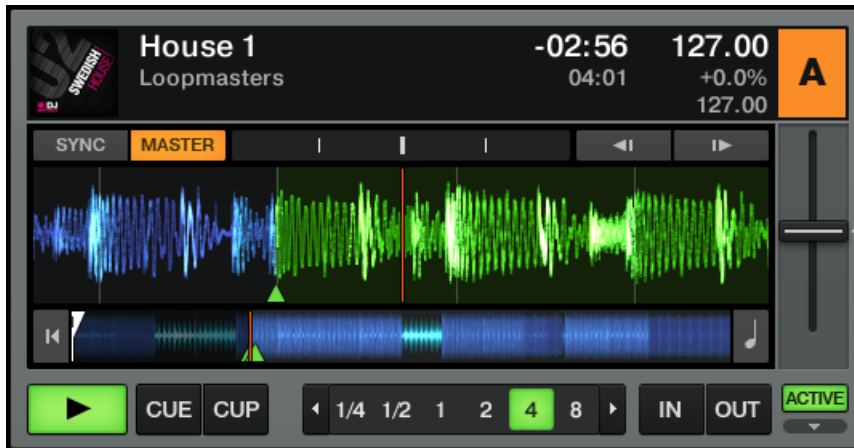 House 1
-02:56
127.00
Loopmasters
04:01
+0.0%
127.00
A
SWEDISH
HOUSE
DJ
SYNC
MASTER
CUE
CUP
1/4
1/2
1
2
4
8
IN
OUT
ACTIVE